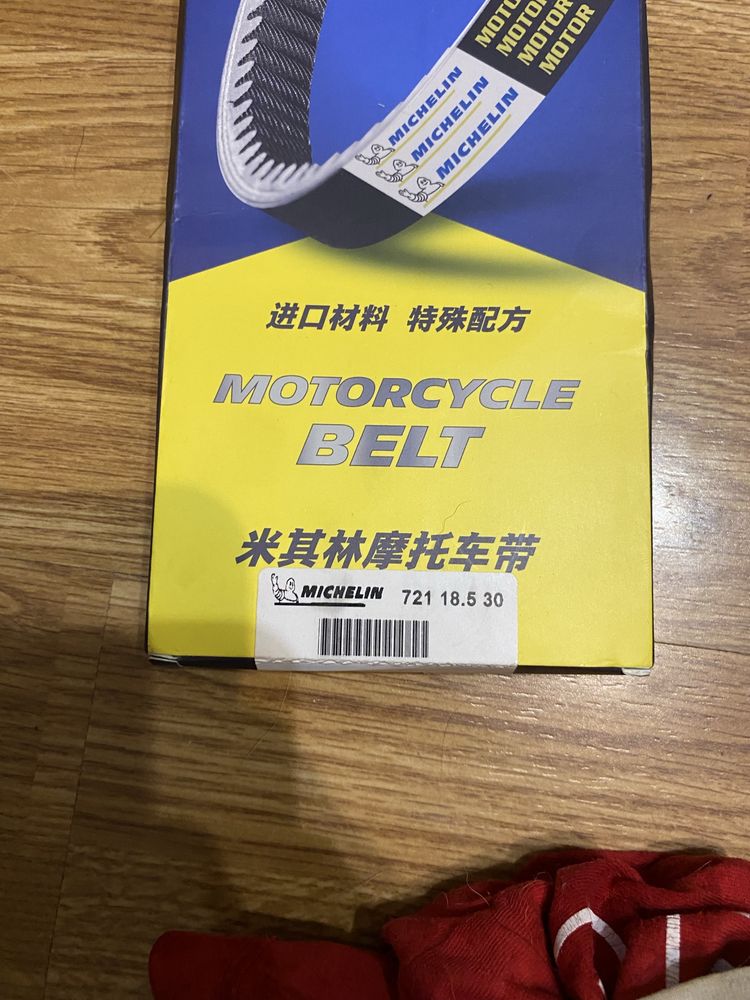 MOTOR
MOTOR
MOTOR
MOTOR
MICHELIN
MICHELIN
MICHELIN
进口材料 特殊配方
MOTORCYCLE
BELT
米其林摩托车带
MICHELIN 721 18.5 30